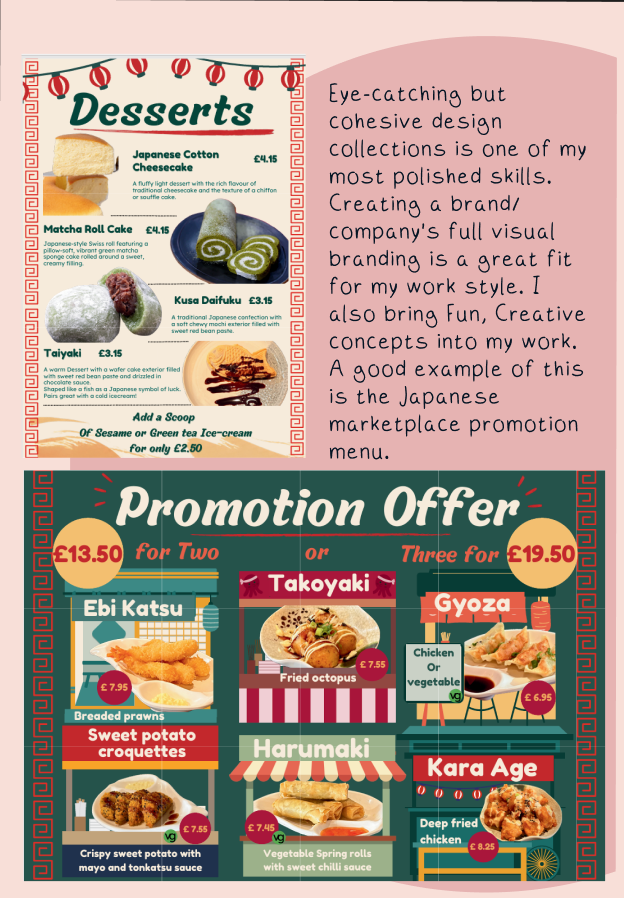 Desserts
Japanese Cotton
Cheesecake
£4.15
A fluffy light dessert with the rich flavour of
traditional cheesecake and the texture of a chiffon
or souffle cake.
Matcha Roll Cake £4.15
Japanese-style Swiss roll featuring a
pillow-soft, vibrant green matcha
sponge cake rolled around a sweet,
creamy filling.
Kusa Daifuku £3.15
A traditional Japanese confection with
a soft chewy mochi exterior filled with
sweet red bean paste.
Taiyaki £3.15
A warm Dessert with a wafer cake exterior filled
with sweet red bean paste and drizzled in
chocolate sauce.
Shaped like a fish as a Japanese symbol of luck.
Pairs great with a cold icecream!
Add a Scoop
Of Sesame or Green tea Ice-cream
for only £2.50
Eye-catching but
cohesive design
collections is one of my
most polished skills.
Creating a brand/
company's full visual
branding is a great fit
for my work style. I
also bring Fun, Creative
concepts into my work.
A good example of this
is the Japanese
marketplace promotion
menu.
Promotion Offer
£13.50 for Two or Three for £19.50
Ebi Katsu
£ 7.95
Breaded prawns
Takoyaki
£ 7.55
Fried octopus
Gyoza
Chicken
Or
vegetable
vg
£ 6.95
Sweet potato
croquettes
vg
£ 7.55
Crispy sweet potato with
mayo and tonkatsu sauce
Harumaki
£ 7.45
vg
Vegetable Spring rolls
with sweet chilli sauce
Kara Age
Deep fried
chicken
£ 8.25